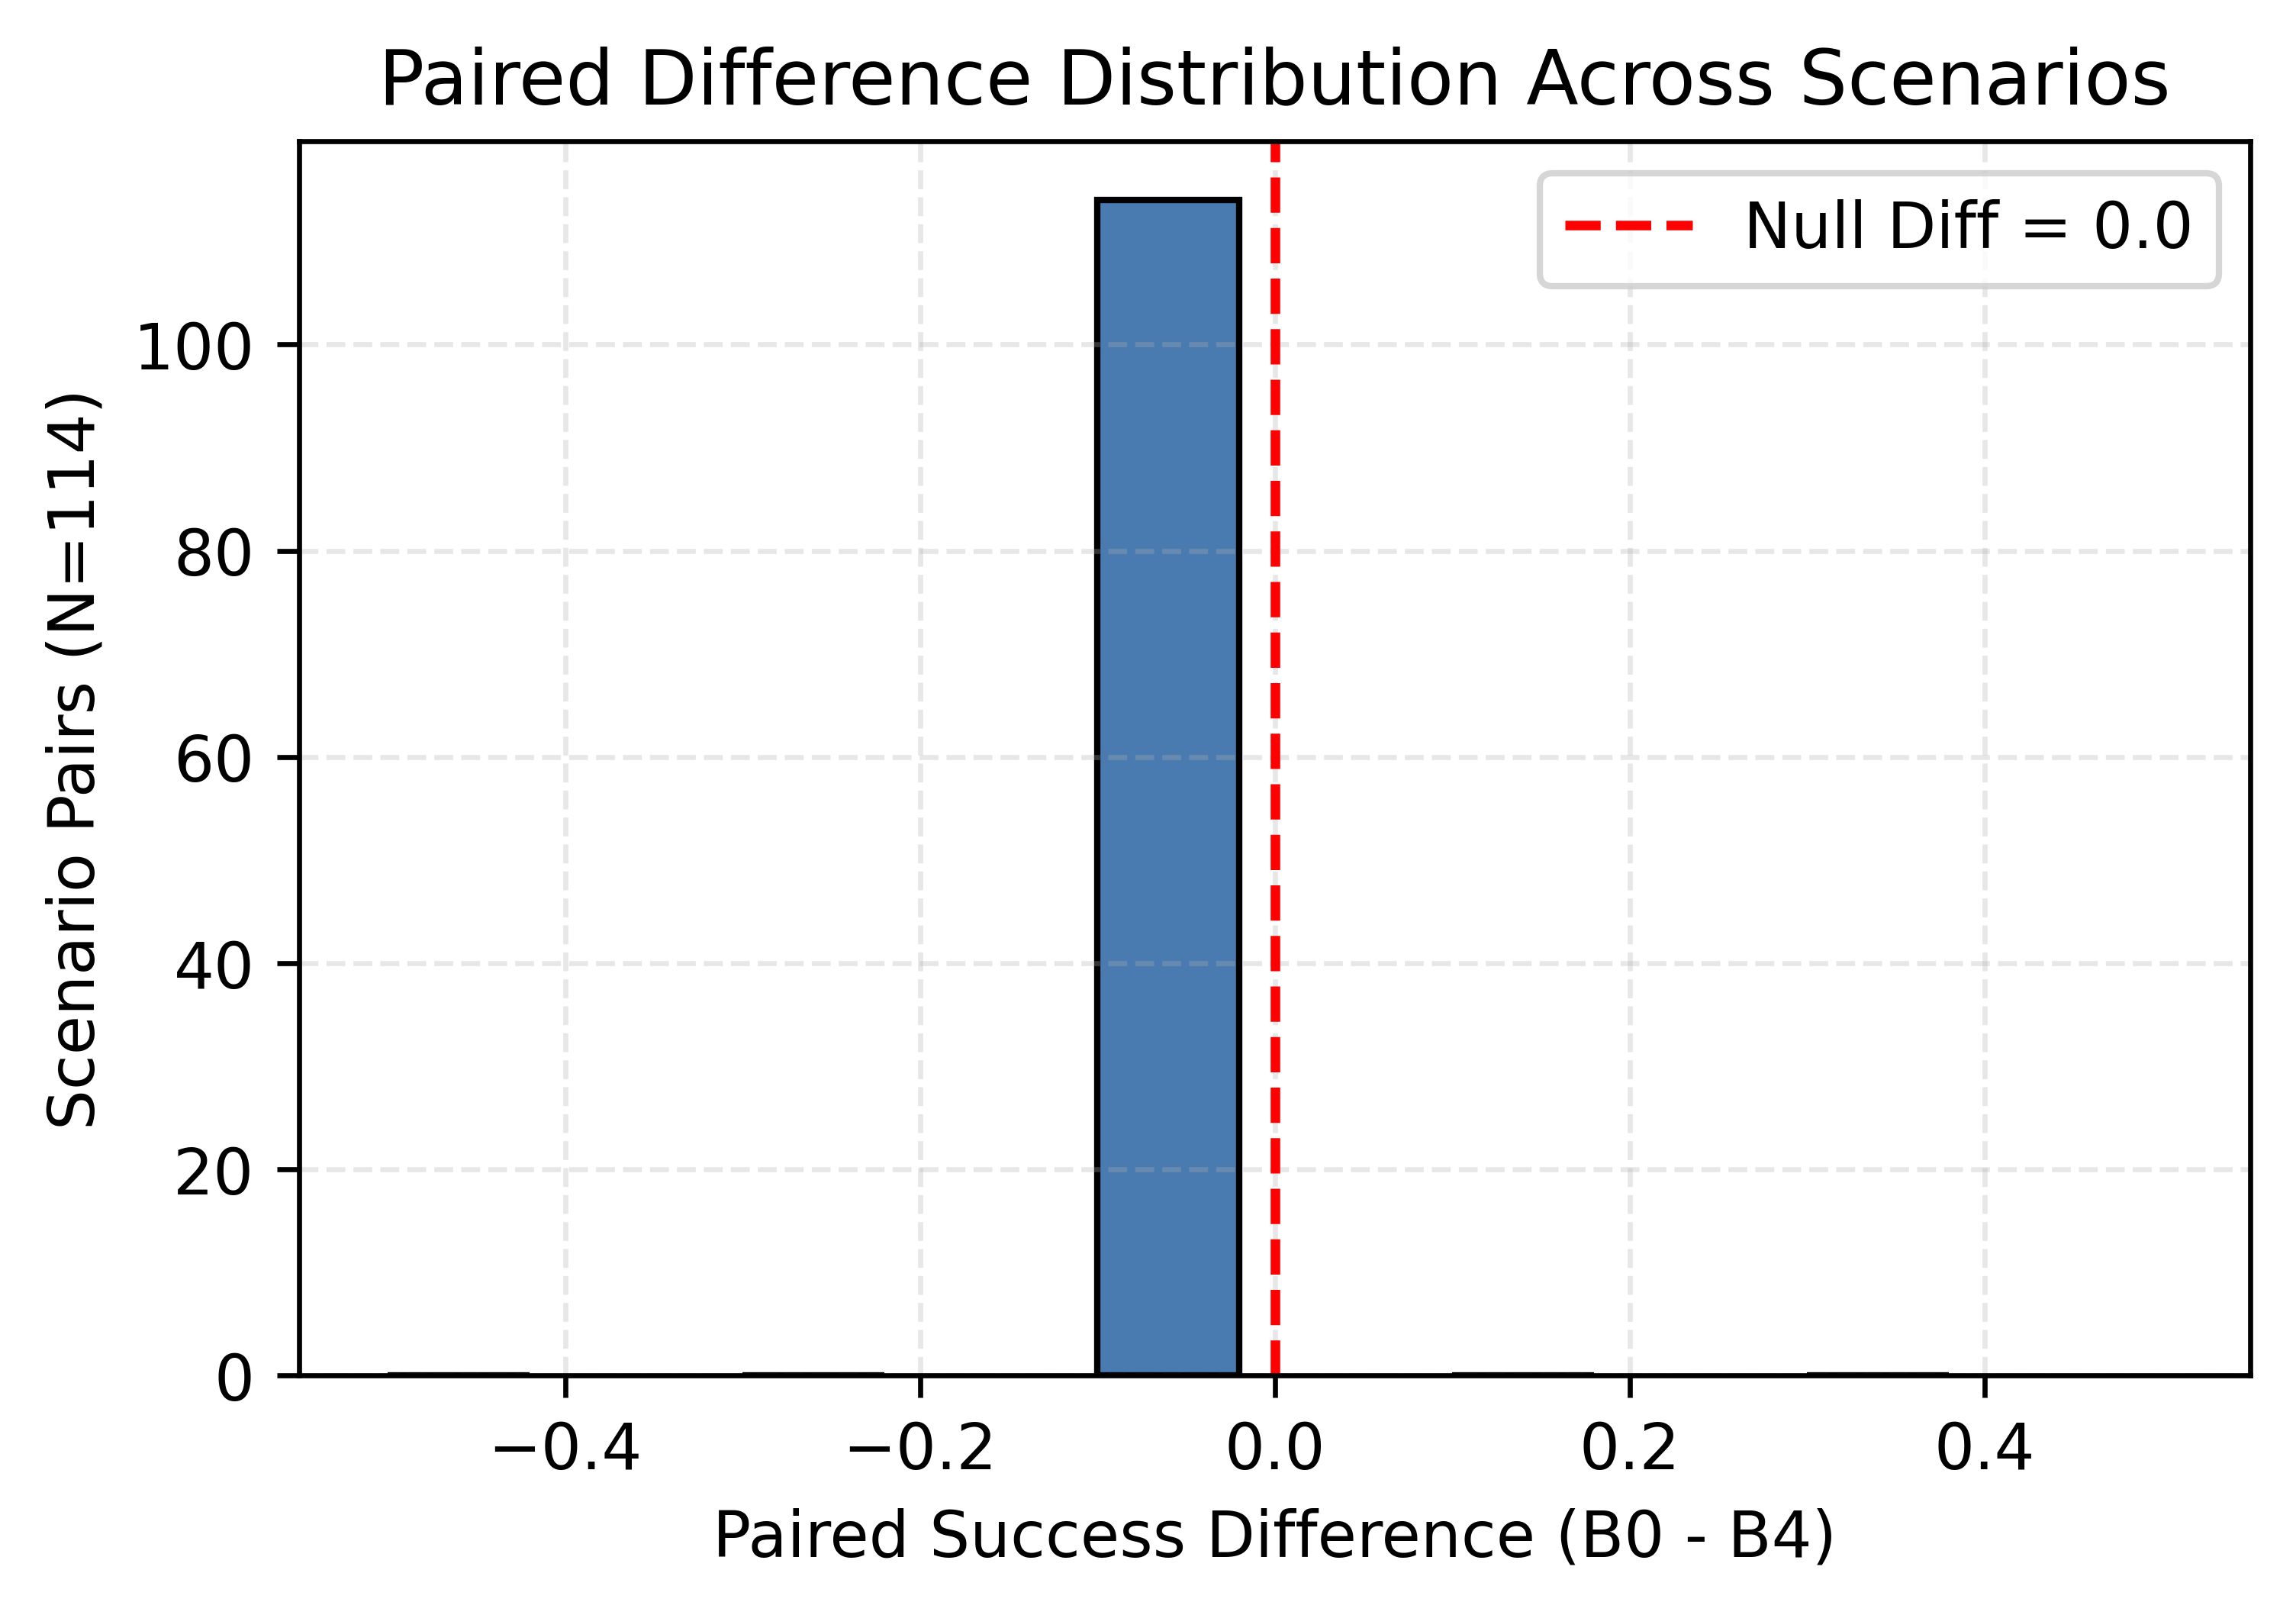 Paired Difference Distribution Across Scenarios
Null Diff = 0.0
Scenario Pairs (N=114)
100
80
60
40
20
0
−0.4
−0.2
0.0
0.2
0.4
Paired Success Difference (B0 - B4)